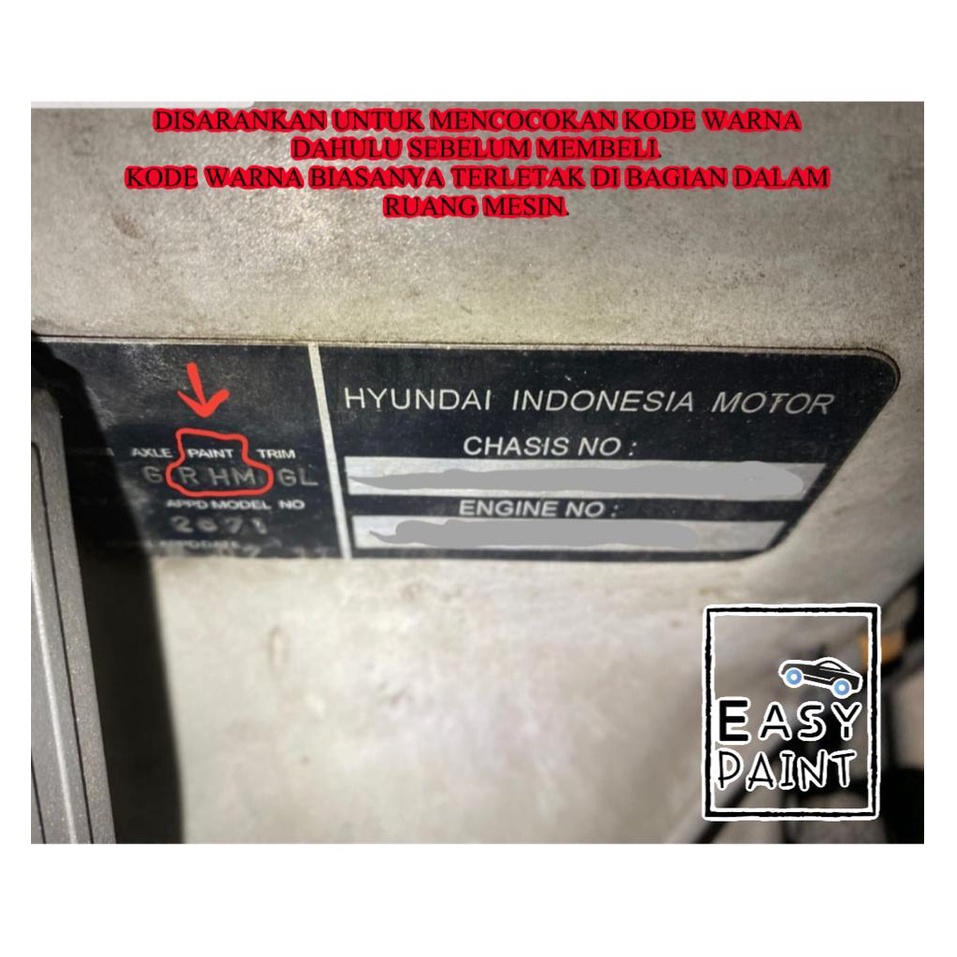 DISARANKAN UNTUK MENCOCOKAN KODE WARNA
DAHULU SEBELUM MEMBELI.
KODE WARNA BIASANYA TERLETAK DI BAGIAN DALAM
RUANG MESIN.
HYUNDAI INDONESIA MOTOR
CHASIS NO :
ENGINE NO :
AXLE PAINT TRIM
G R HM GL
APPD MODEL NO
2671
EASY
PAINT